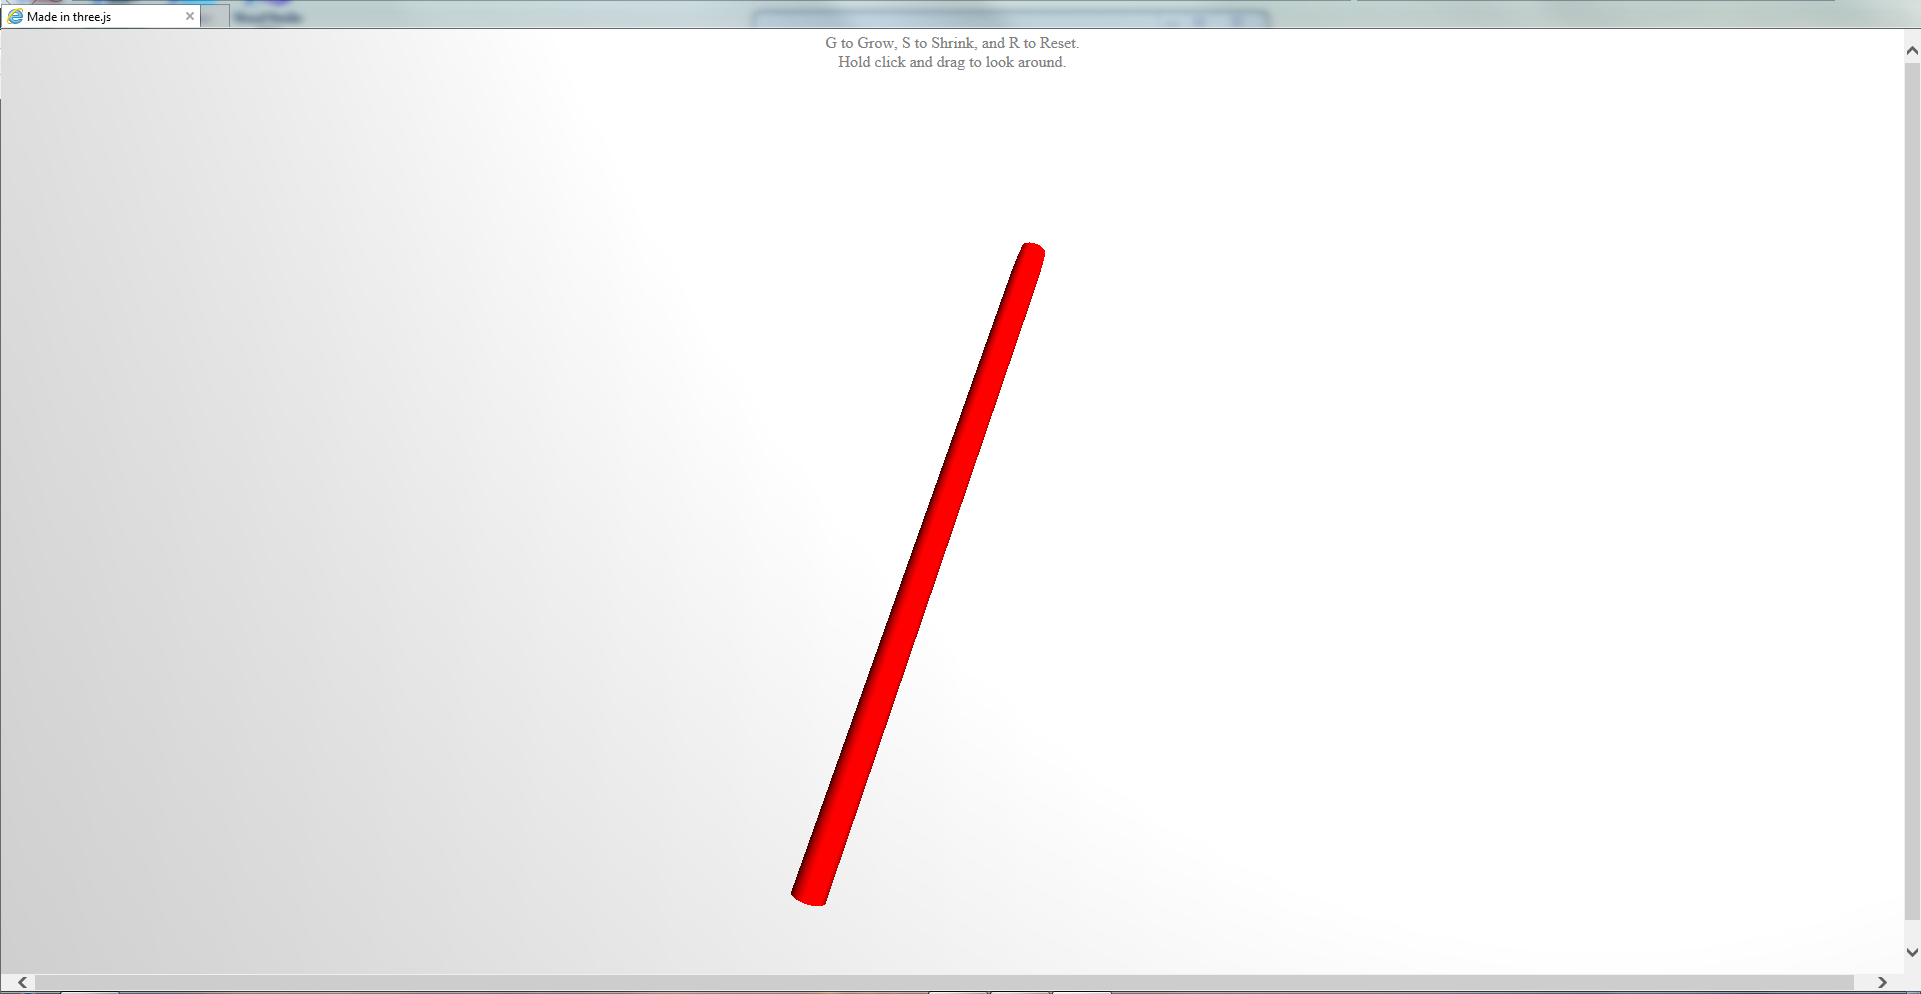 Made in three.js
G to Grow, S to Shrink, and R to Reset.
Hold click and drag to look around.